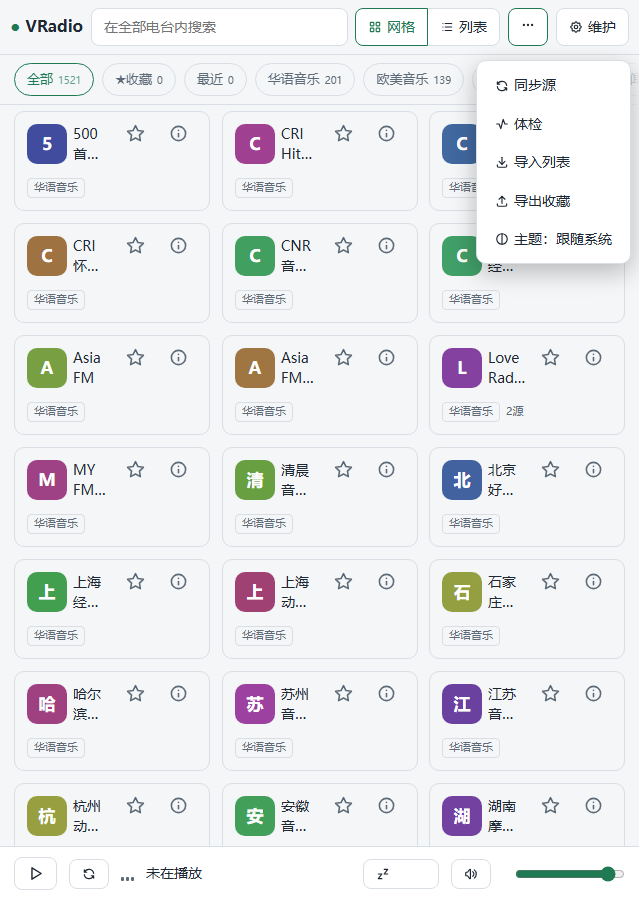 VRadio
在全部电台内搜索
网格
列表
...
维护
全部 1521
★收藏 0
最近 0
华语音乐 201
欧美音乐 139
同步源
体检
导入列表
导出收藏
主题：跟随系统
5
500
首...
华语音乐
C
CRI
Hit...
华语音乐
C
C
CRI
怀...
华语音乐
C
CNR
音...
华语音乐
C
经...
华语音乐
A
Asia
FM
华语音乐
A
Asia
FM...
华语音乐
L
Love
Rad...
华语音乐 2源
M
MY
FM...
华语音乐
清
清晨
音...
华语音乐
北
北京
好...
华语音乐
上
上海
经...
华语音乐
上
上海
动...
华语音乐
石
石家
庄...
华语音乐
哈
哈尔
滨...
华语音乐
苏
苏州
音...
华语音乐
江
江苏
音...
华语音乐
杭
杭州
动...
安
安徽
音...
湖
湖南
摩...
...
未在播放
zZ